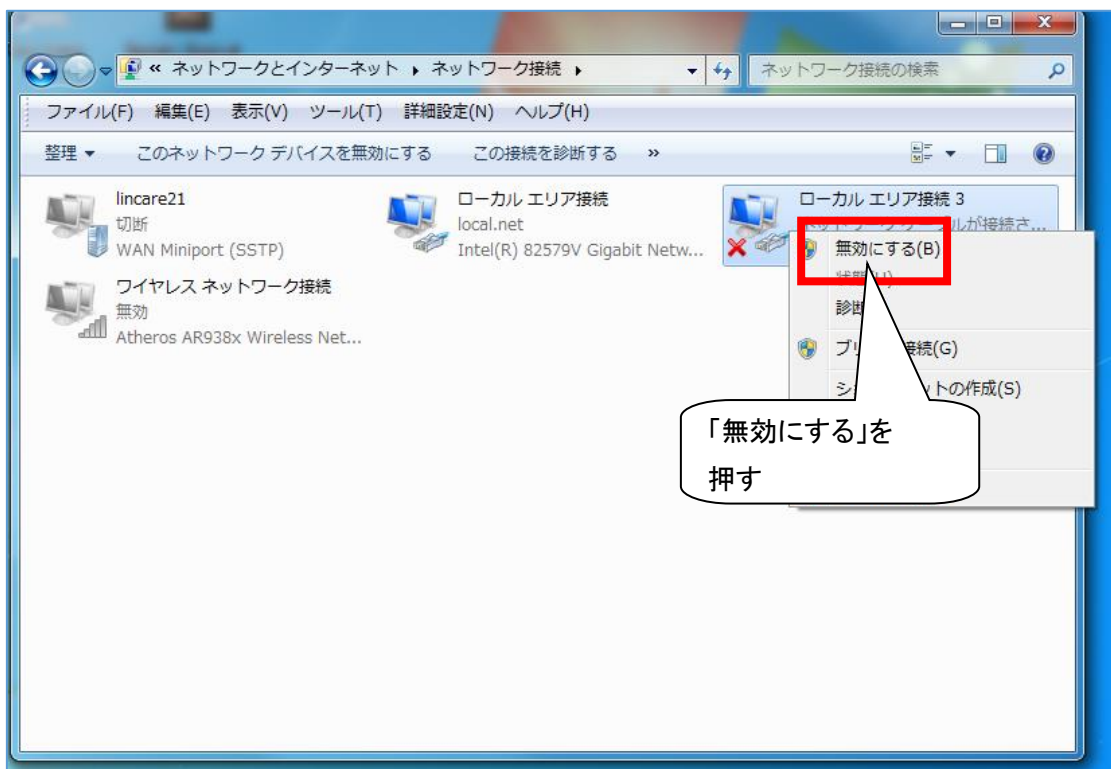 « ネットワークとインターネット ▸ ネットワーク接続 ▸
ネットワーク接続の検索
ファイル(F) 編集(E) 表示(V) ツール(T) 詳細設定(N) ヘルプ(H)
整理 ▼ このネットワーク デバイスを無効にする この接続を診断する »
lincare21
切断
WAN Miniport (SSTP)
ローカル エリア接続
local.net
Intel(R) 82579V Gigabit Netw...
ローカル エリア接続 3
ルが接続さ...
ワイヤレス ネットワーク接続
無効
Atheros AR938x Wireless Net...
無効にする(B)
診断
接続(G)
トの作成(S)
「無効にする」を
押す